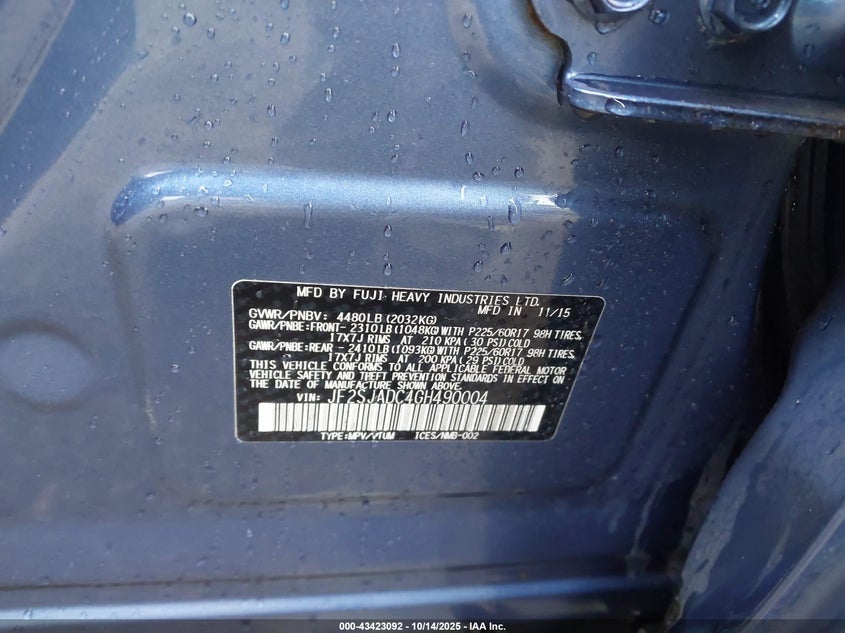 MFD BY FUJI HEAVY INDUSTRIES LTD.
GVWR/PNBV: 4480LB (2032KG) MFD IN 11/15
GAWR/PNBE:FRONT- 2310LB (1048KG) WITH P225/60R17 98H TIRES,
17X7J RIMS AT 210 KPA ( 30 PSI) COLD
GAWR/PNBE:REAR - 2410LB (1093KG) WITH P225/60R17 98H TIRES,
17X7J RIMS AT 200 KPA ( 29 PSI) COLD
THIS VEHICLE CONFORMS TO ALL APPLICABLE FEDERAL MOTOR
VEHICLE SAFETY AND THEFT PREVENTION STANDARDS IN EFFECT ON
THE DATE OF MANUFACTURE SHOWN ABOVE.
VIN: JF2SJADC4GH490004
TYPE:MPV/VTUM ICES/NMB-002
000-43423092 - 10/14/2025 - IAA Inc.